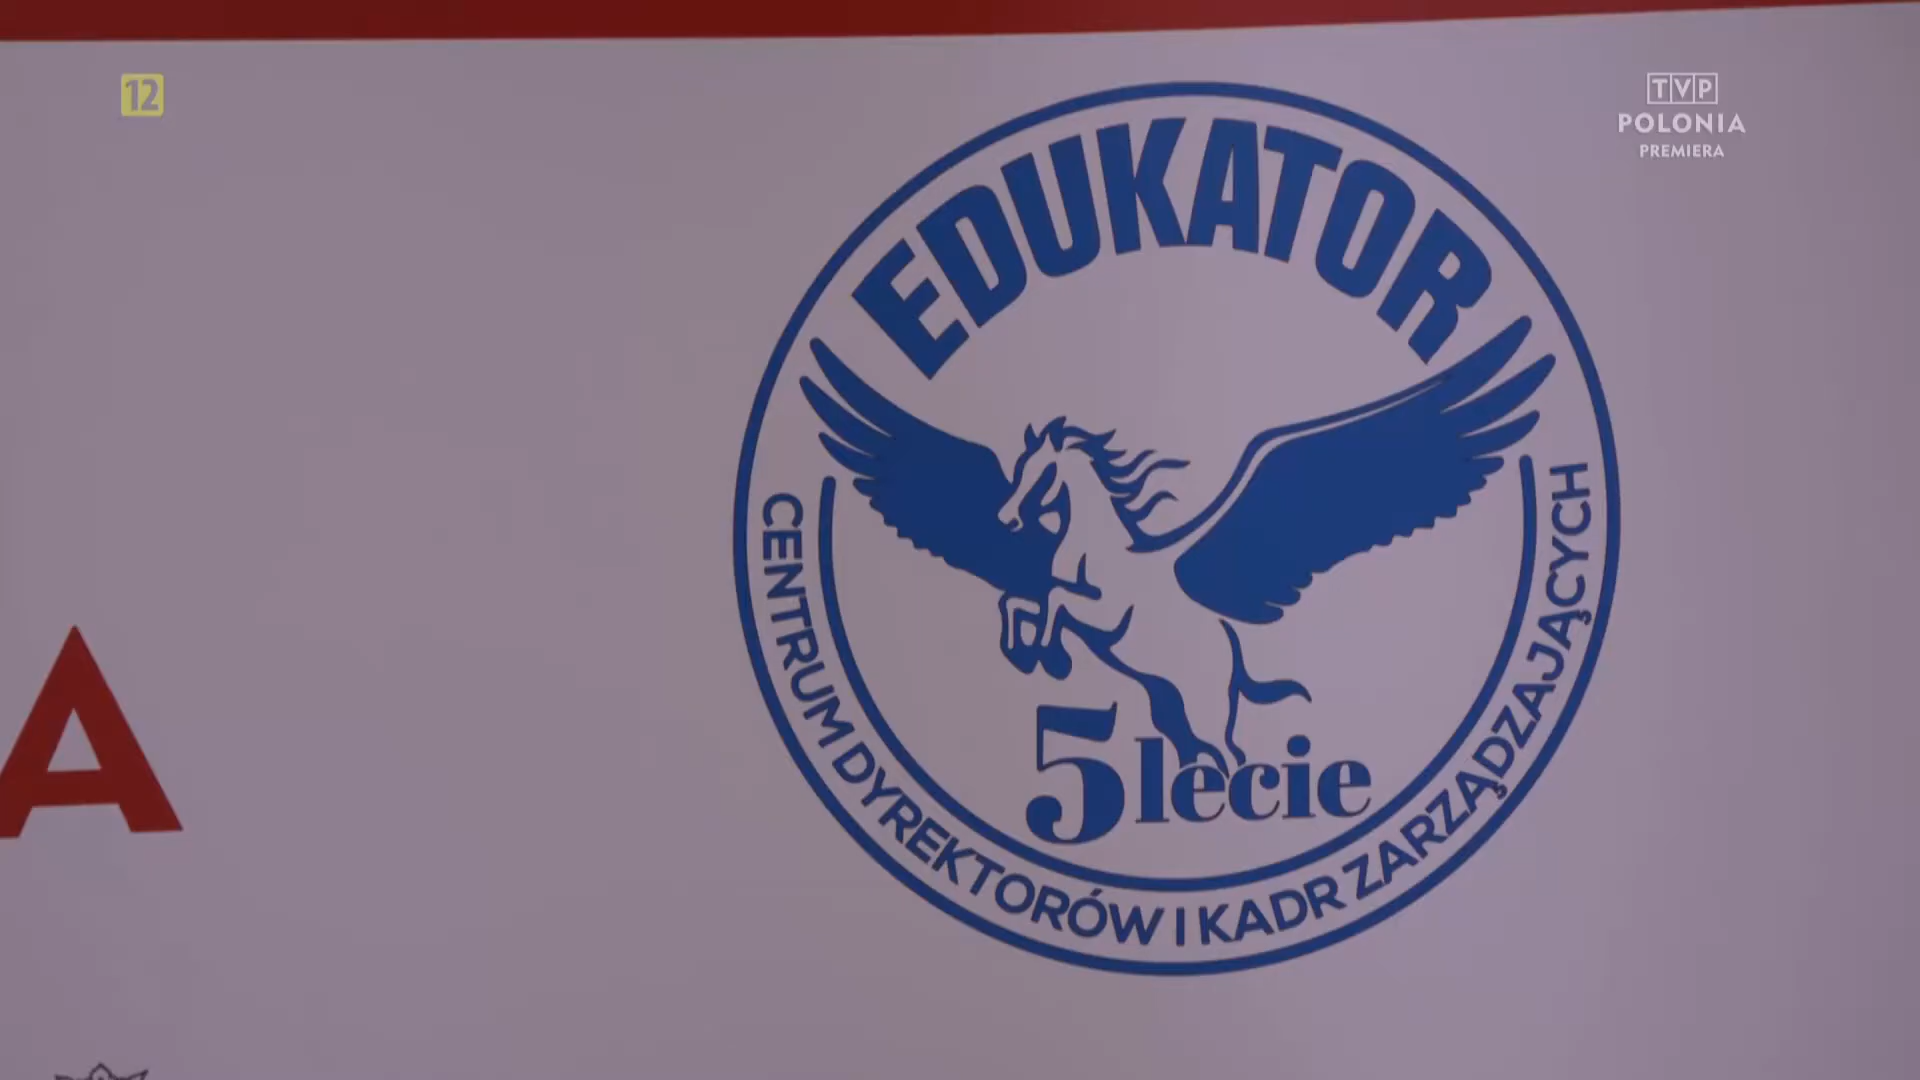 12
TVP
POLONIA
PREMIERA
EDUKATOR
5lecie
CENTRUM DYREKTORÓW I KADR ZARZĄDZAJĄCYCH
A